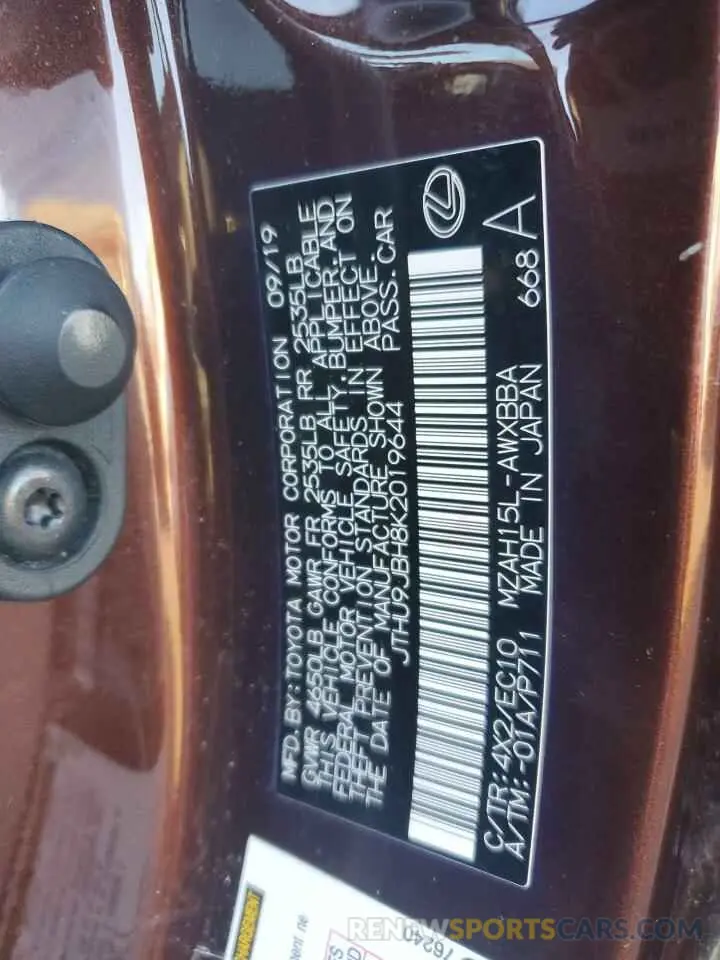 MFD. BY: TOYOTA MOTOR CORPORATION 09/19
GVWR 4650LB GAWR FR 2535LB RR 2535LB
THIS VEHICLE CONFORMS TO ALL APPLICABLE
FEDERAL MOTOR VEHICLE SAFETY, BUMPER, AND
THEFT PREVENTION STANDARDS IN EFFECT ON
THE DATE OF MANUFACTURE SHOWN ABOVE.
JTHU9JBH8K2019644 PASS. CAR
C/TR: 4X2/EC10 MZAH15L-AWXBBA 668 A
A/TM: -01A/P711 MADE IN JAPAN
76240
RENEWSPORTSCARS.COM